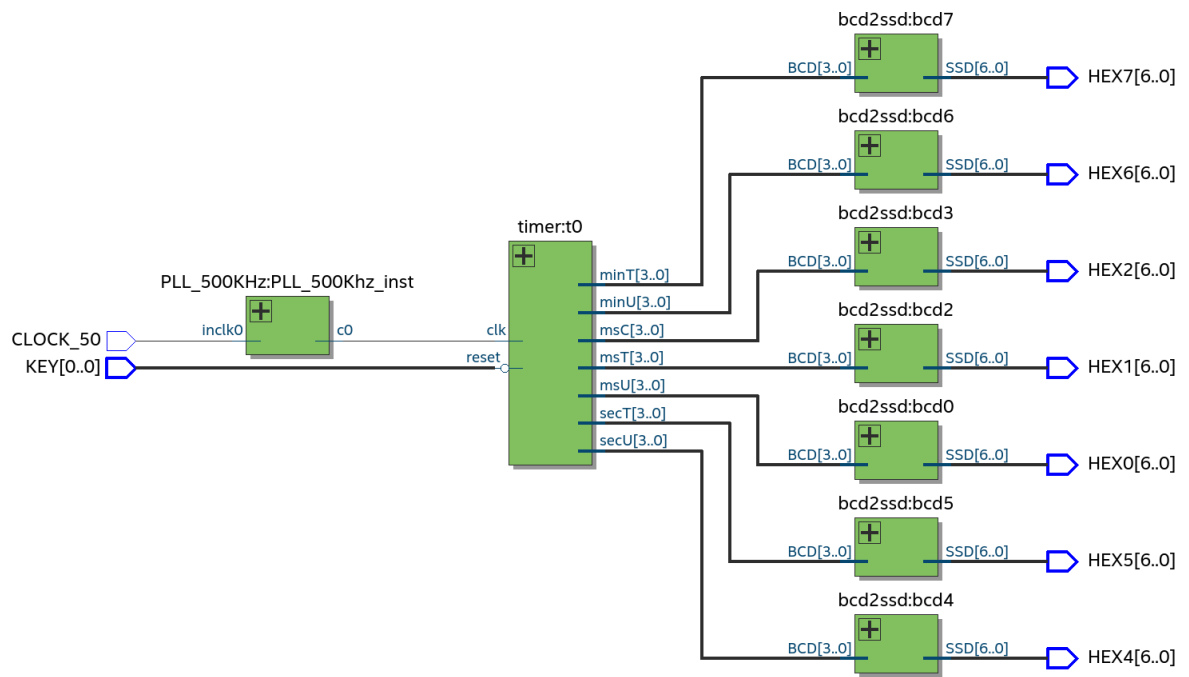 bcd2ssd:bcd7
BCD[3..0] SSD[6..0] HEX7[6..0]
bcd2ssd:bcd6
BCD[3..0] SSD[6..0] HEX6[6..0]
bcd2ssd:bcd3
BCD[3..0] SSD[6..0] HEX2[6..0]
bcd2ssd:bcd2
BCD[3..0] SSD[6..0] HEX1[6..0]
bcd2ssd:bcd0
BCD[3..0] SSD[6..0] HEX0[6..0]
bcd2ssd:bcd5
BCD[3..0] SSD[6..0] HEX5[6..0]
bcd2ssd:bcd4
BCD[3..0] SSD[6..0] HEX4[6..0]
timer:t0
clk
reset
minT[3..0]
minU[3..0]
msC[3..0]
msT[3..0]
msU[3..0]
secT[3..0]
secU[3..0]
PLL_500KHz:PLL_500Khz_inst
CLOCK_50 inclk0 c0
KEY[0..0]